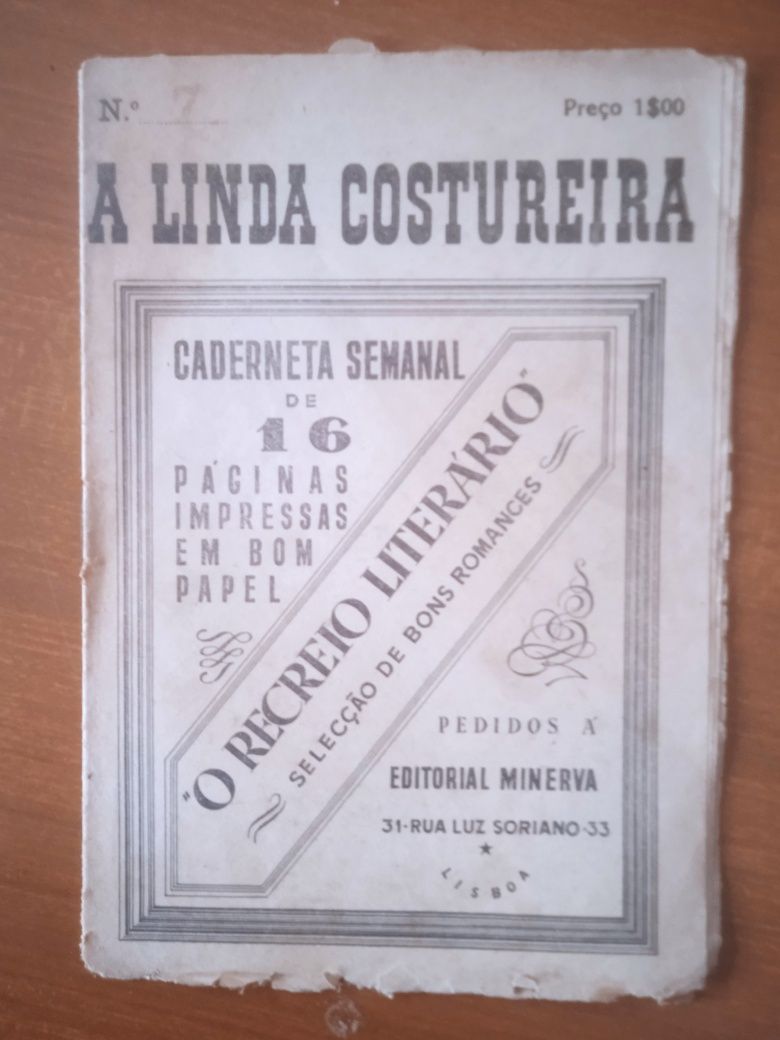 N.º 7
Preço 1$00
A LINDA COSTUREIRA
CADERNETA SEMANAL
DE
16
PÁGINAS
IMPRESSAS
EM BOM
PAPEL
"O RECREIO LITERÁRIO"
SELECÇÃO DE BONS ROMANCES
PEDIDOS Á
EDITORIAL MINERVA
31-RUA LUZ SORIANO-33
LISBOA